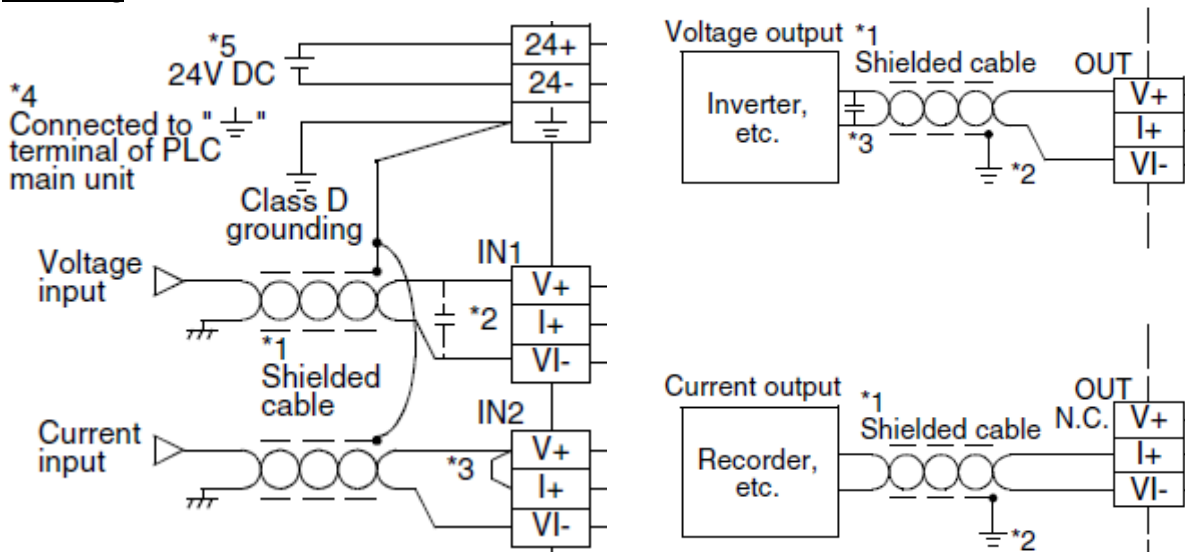 *5
24V DC
24+
24-
⏚
*4
Connected to "⏚"
terminal of PLC
main unit
Class D
grounding
Voltage
input
IN1
V+
I+
VI-
*2
*1
Shielded
cable
Current
input
IN2
V+
I+
VI-
*3
Voltage output
*1
Shielded cable
OUT
Inverter,
etc.
*3
*2
V+
I+
VI-
Current output
*1
Shielded cable
OUT
N.C.
V+
I+
VI-
Recorder,
etc.
*2